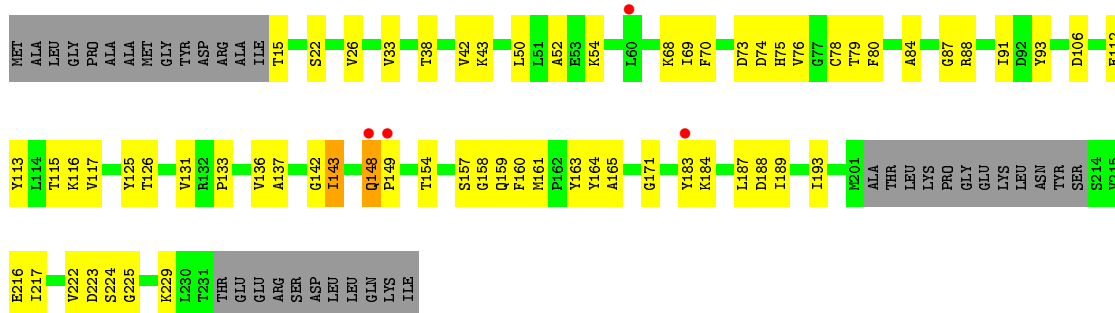 MET ALA LEU GLY PRO ALA ALA MET GLY TYR ASP ARG ALA ILE T15 S22 V26 V33 T38 V42 K43 L50 L51 A52 E53 K54 L60 K68 I69 F70 D73 D74 H75 V76 G77 C78 T79 F80 A84 G87 R88 I91 D92 Y93 D106 E112
Y113 L114 T115 K116 V117 Y125 T126 V131 R132 P133 V136 A137 G142 I143 Q148 P149 T154 S157 G158 Q159 F160 M161 P162 Y163 Y164 A165 G171 Y183 K184 L187 D188 I189 I193 M201 ALA THR LEU LYS PRO GLY GLU LYS LEU ASN TYR SER S214 V215
E216 I217 V222 D223 S224 G225 K229 L230 T231 THR GLU GLU ARG SER ASP LEU LEU GLN LYS ILE